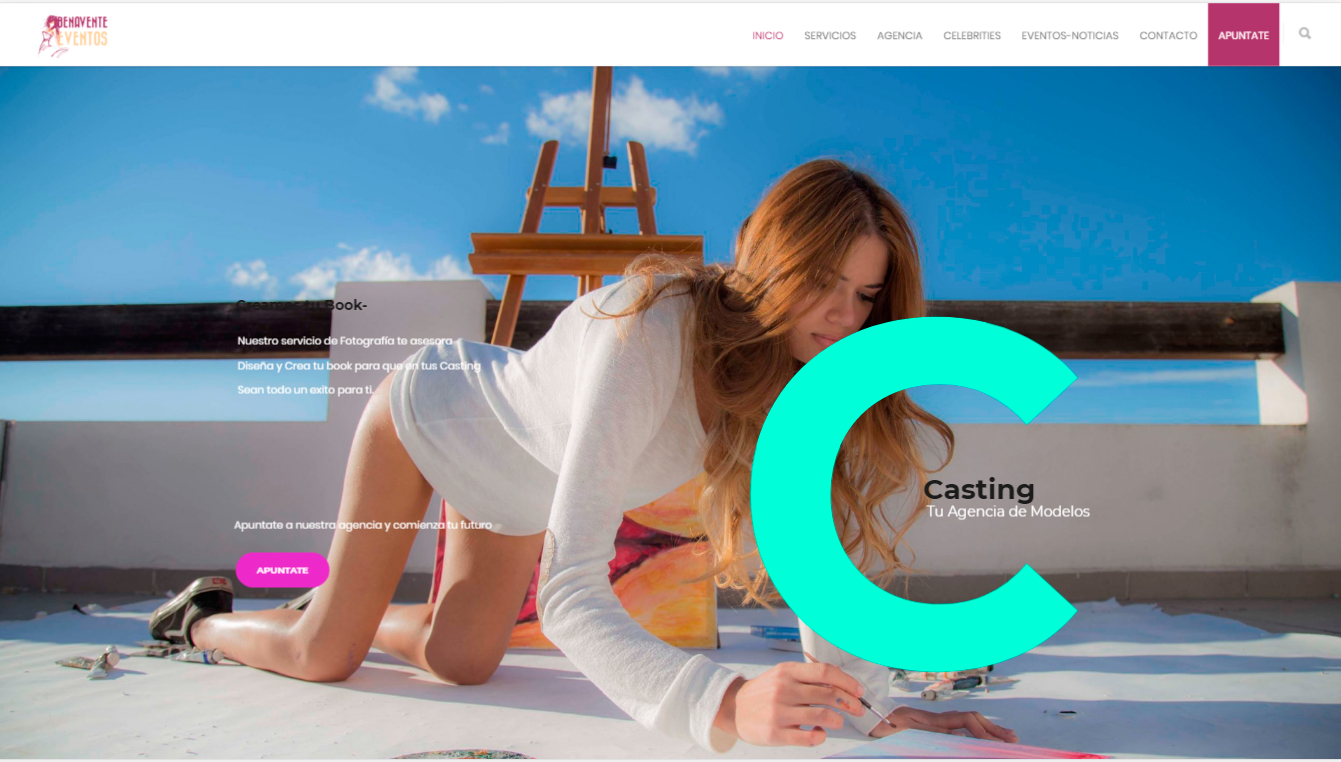 BENAVENTE
EVENTOS
INICIO
SERVICIOS
AGENCIA
CELEBRITIES
EVENTOS-NOTICIAS
CONTACTO
APUNTATE
Creamos tu Book-
Nuestro servicio de Fotografía te asesora
Diseña y Crea tu book para que en tus Casting
Sean todo un exito para ti.
C
Casting
Tu Agencia de Modelos
Apuntate a nuestra agencia y comienza tu futuro
APUNTATE